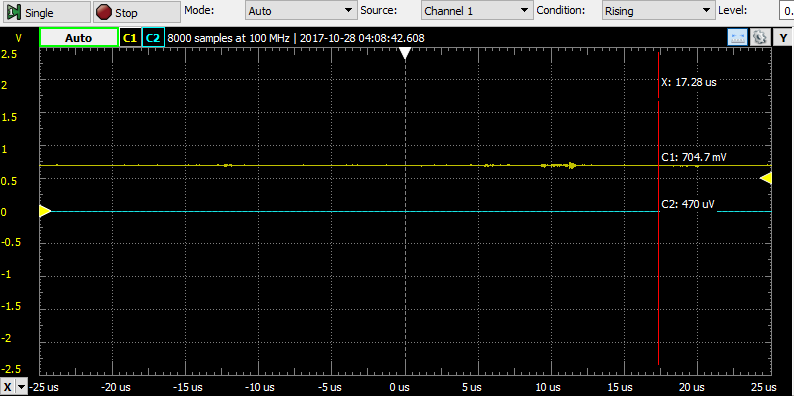 Single Stop Mode: Auto Source: Channel 1 Condition: Rising Level: 0.
V Auto C1 C2 8000 samples at 100 MHz | 2017-10-28 04:08:42.608 Y
2.5
2
X: 17.28 us
1.5
1
C1: 704.7 mV
0.5
C2: 470 uV
0
-0.5
-1
-1.5
-2
-2.5
X -25 us -20 us -15 us -10 us -5 us 0 us 5 us 10 us 15 us 20 us 25 us